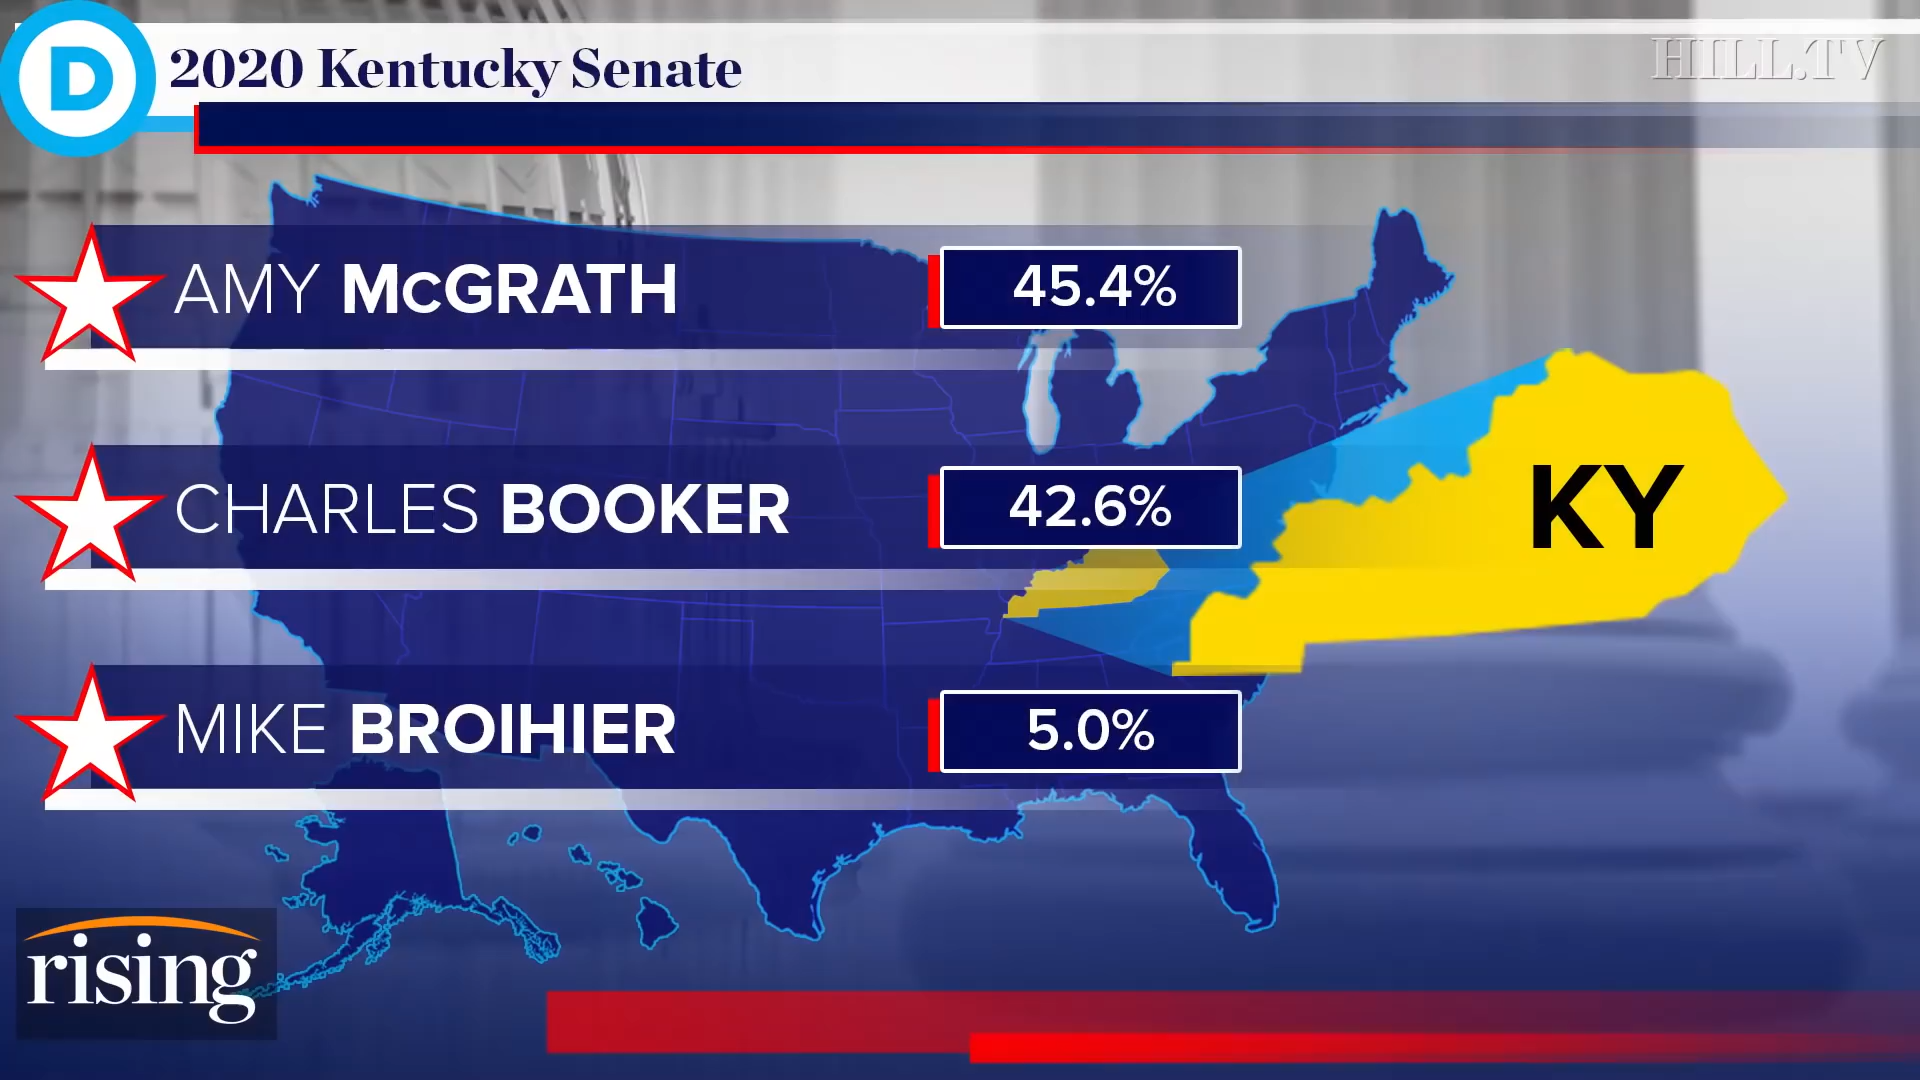 D
2020 Kentucky Senate
HILL.TV
AMY McGRATH 45.4%
CHARLES BOOKER 42.6%
KY
MIKE BROIHIER 5.0%
rising